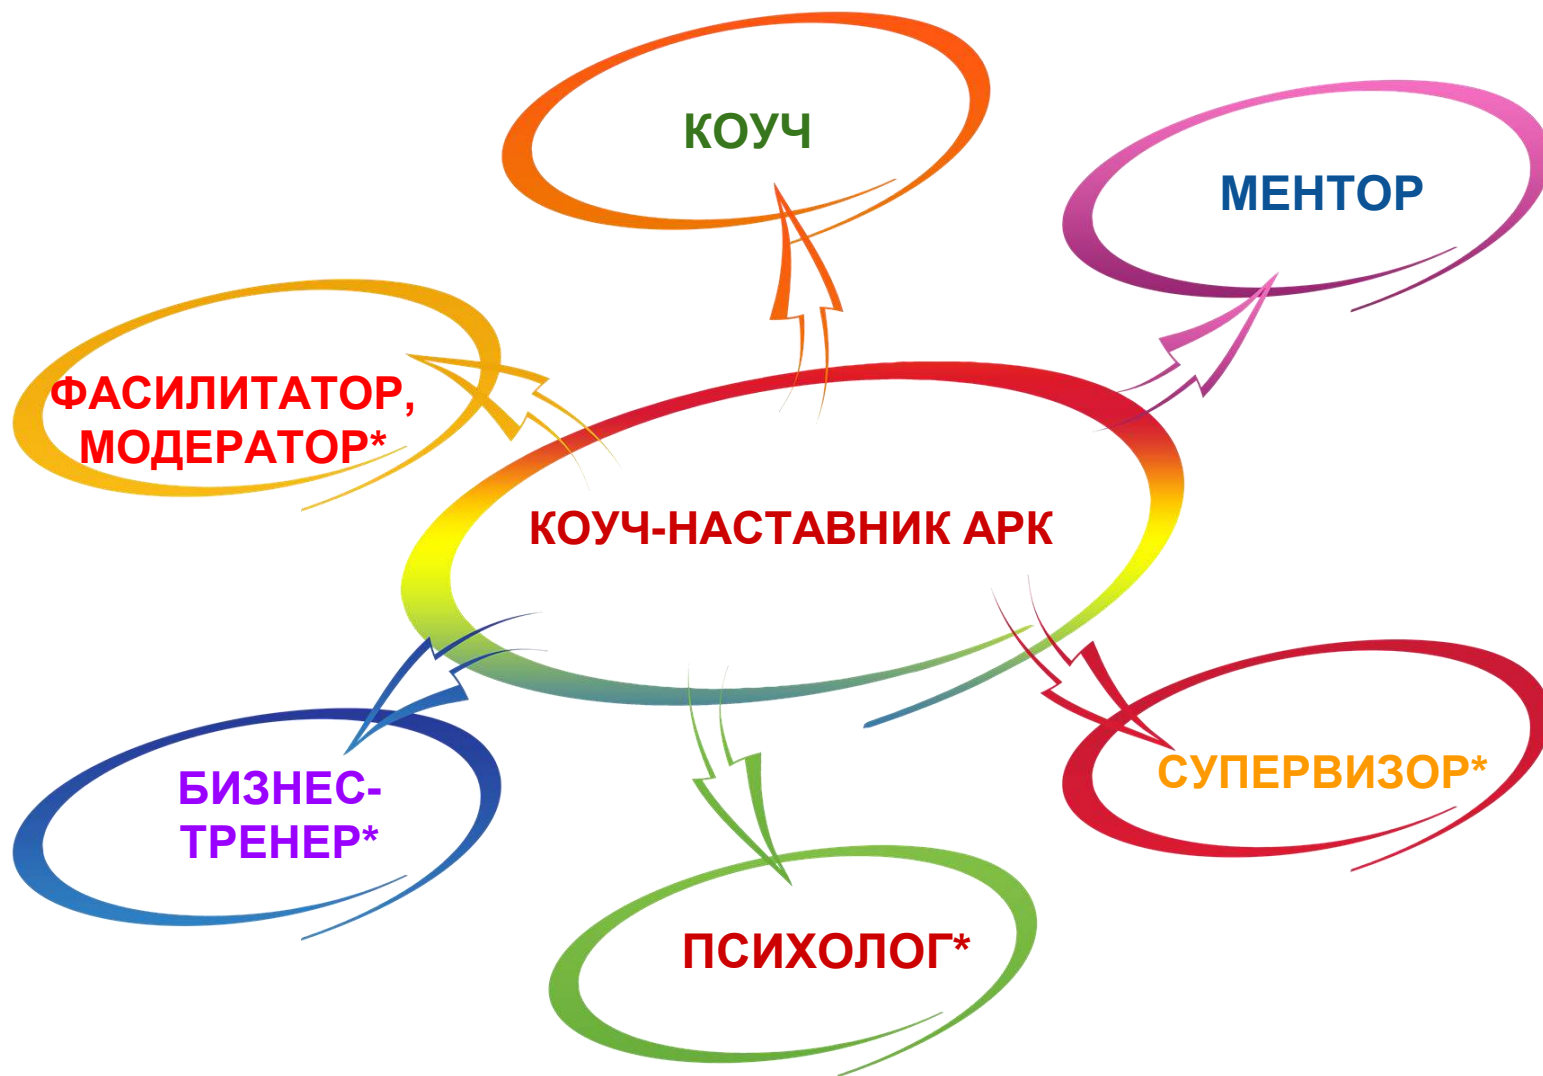 КОУЧ
МЕНТОР
ФАСИЛИТАТОР,
МОДЕРАТОР*
КОУЧ-НАСТАВНИК АРК
СУПЕРВИЗОР*
БИЗНЕС-
ТРЕНЕР*
ПСИХОЛОГ*